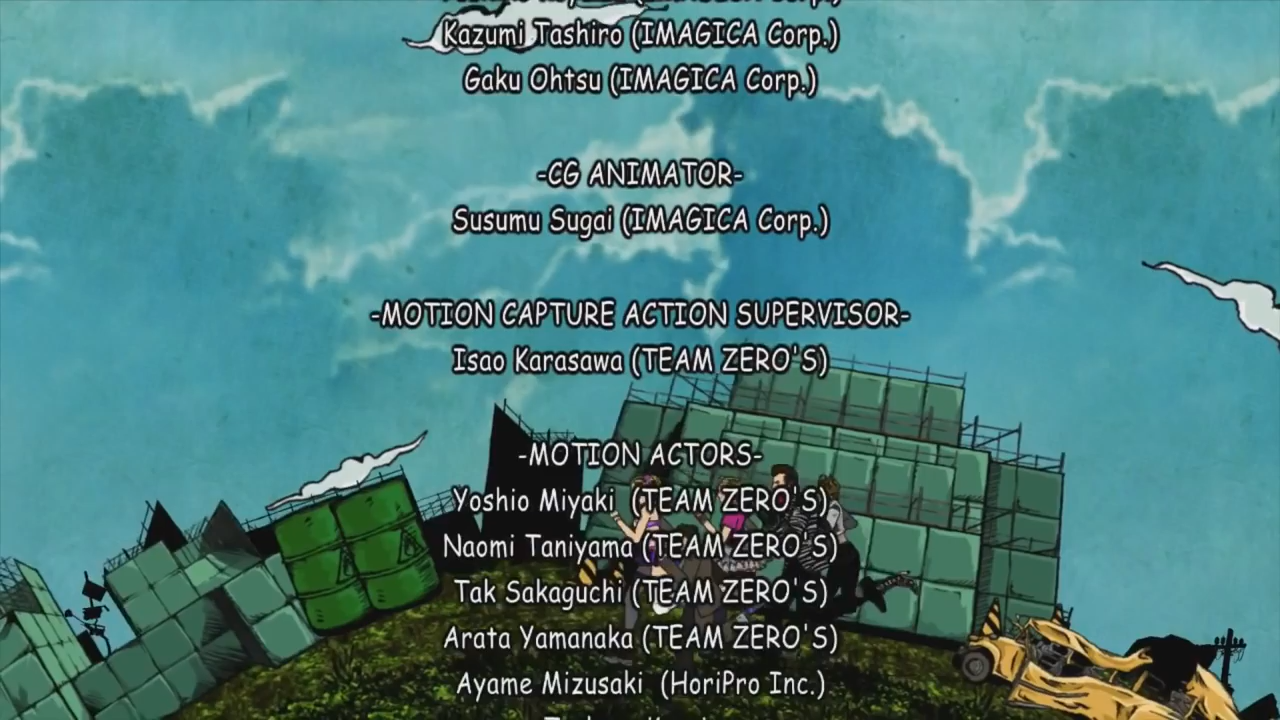 Kazumi Tashiro (IMAGICA Corp.)
Gaku Ohtsu (IMAGICA Corp.)
-CG ANIMATOR-
Susumu Sugai (IMAGICA Corp.)
-MOTION CAPTURE ACTION SUPERVISOR-
Isao Karasawa (TEAM ZERO'S)
-MOTION ACTORS-
Yoshio Miyaki (TEAM ZERO'S)
Naomi Taniyama (TEAM ZERO'S)
Tak Sakaguchi (TEAM ZERO'S)
Arata Yamanaka (TEAM ZERO'S)
Ayame Mizusaki (HoriPro Inc.)